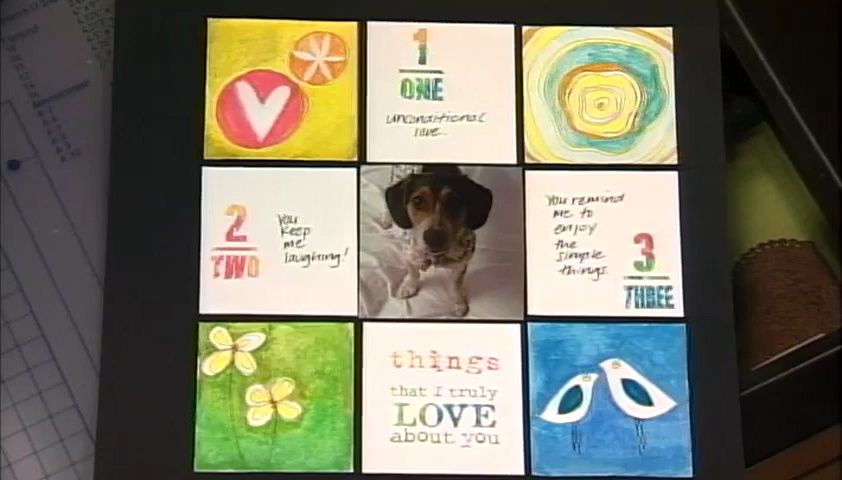 1
ONE
unconditional
love.
2
TWO
you
keep
me
laughing!
you remind
me to
enjoy
the
simple
things.
3
THREE
things
that I truly
LOVE
about you